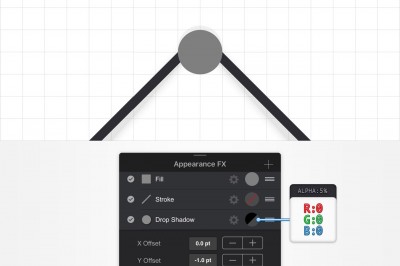 Appearance FX
Fill
Stroke
Drop Shadow
ALPHA:5%
R:0
G:0
B:0
X Offset
0.0 pt
Y Offset
-1.0 pt